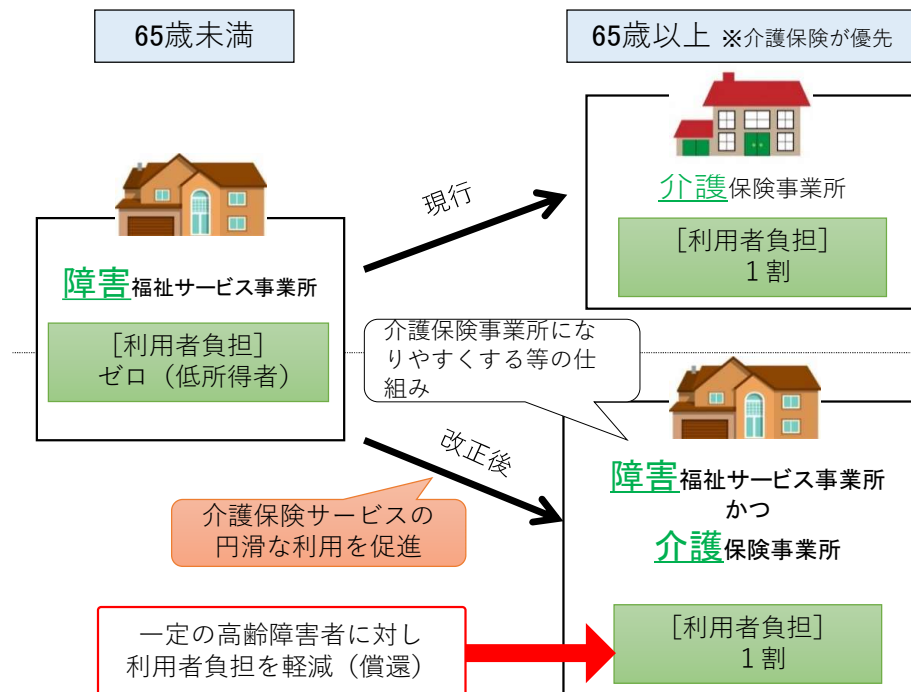 65歳未満
65歳以上 ※介護保険が優先
現行
介護保険事業所
［利用者負担］
１割
障害福祉サービス事業所
［利用者負担］
ゼロ（低所得者）
介護保険事業所にな
りやすくする等の仕
組み
改正後
介護保険サービスの
円滑な利用を促進
障害福祉サービス事業所
かつ
介護保険事業所
一定の高齢障害者に対し
利用者負担を軽減（償還）
［利用者負担］
１割